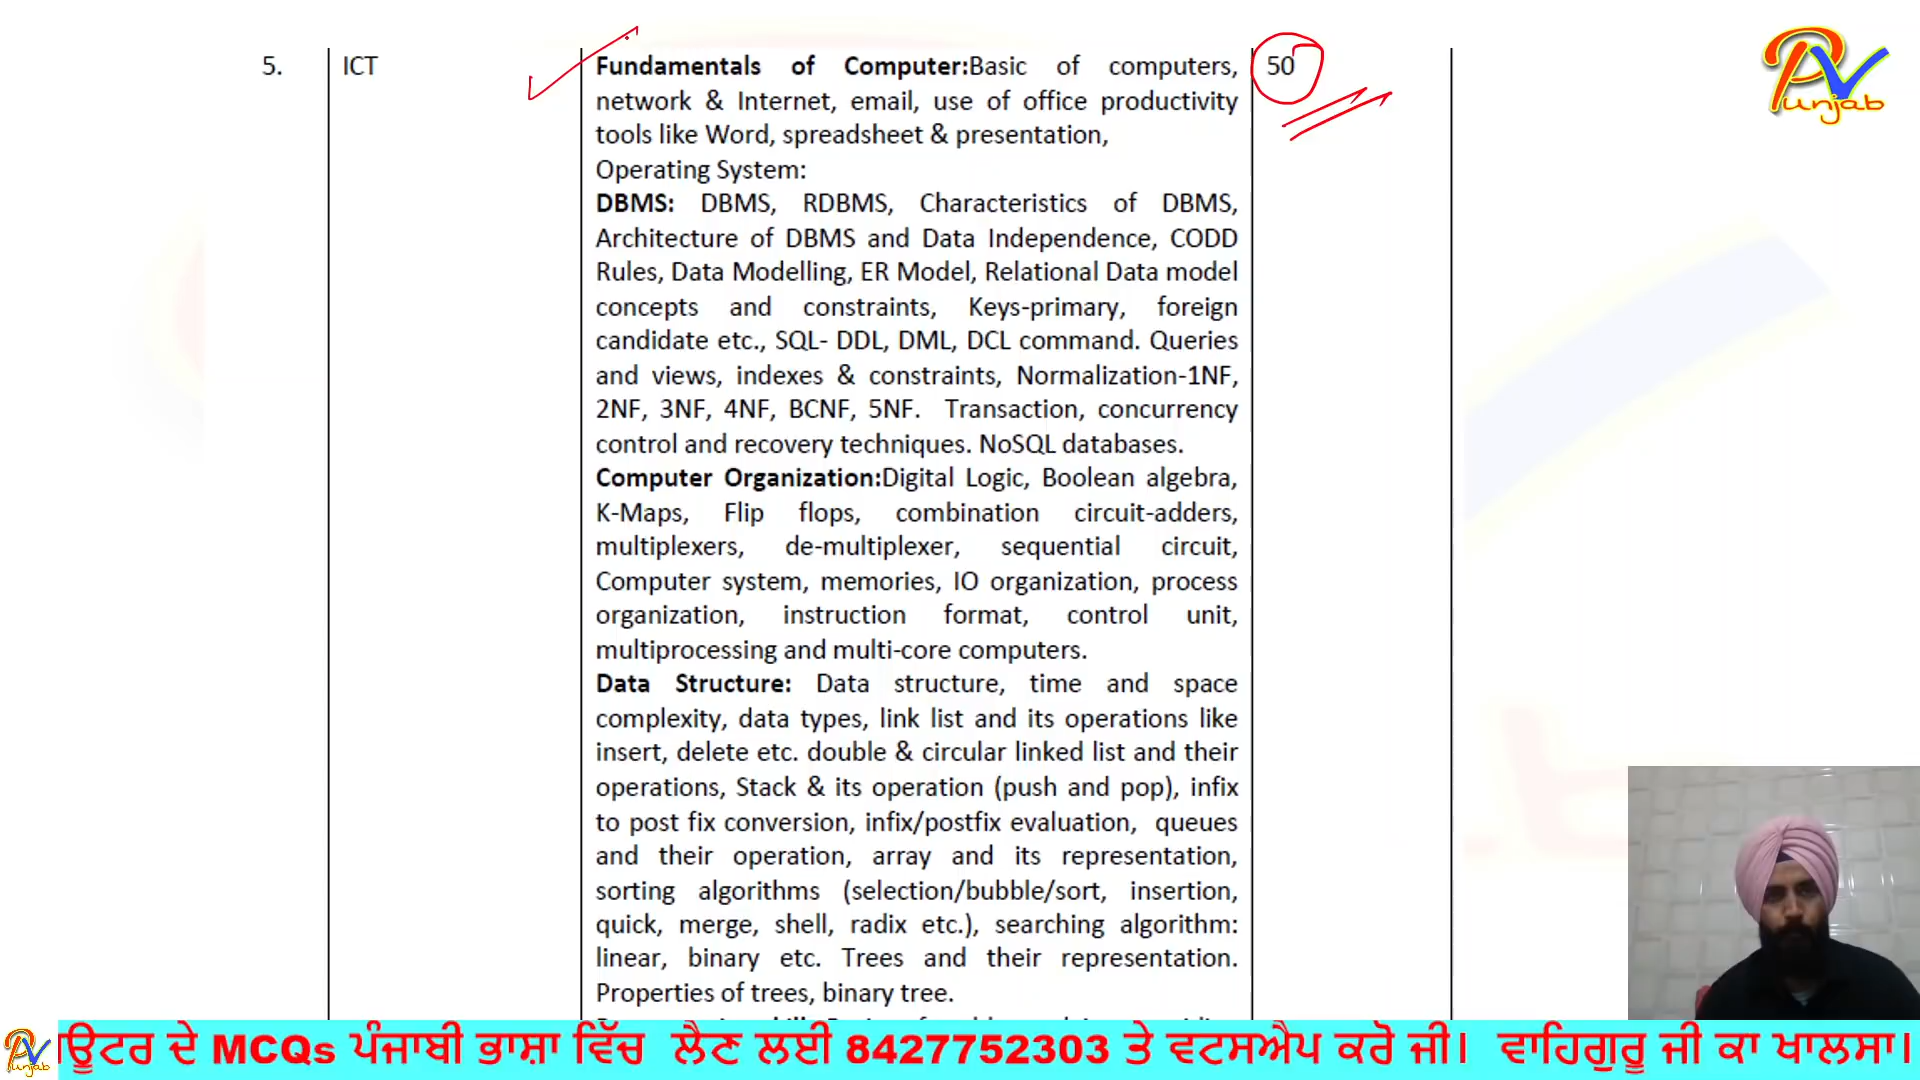 5.
ICT
Fundamentals of Computer:Basic of computers,
50
network & Internet, email, use of office productivity
tools like Word, spreadsheet & presentation,
Operating System:
DBMS: DBMS, RDBMS, Characteristics of DBMS,
Architecture of DBMS and Data Independence, CODD
Rules, Data Modelling, ER Model, Relational Data model
concepts and constraints, Keys-primary, foreign
candidate etc., SQL- DDL, DML, DCL command. Queries
and views, indexes & constraints, Normalization-1NF,
2NF, 3NF, 4NF, BCNF, 5NF. Transaction, concurrency
control and recovery techniques. NoSQL databases.
Computer Organization:Digital Logic, Boolean algebra,
K-Maps, Flip flops, combination circuit-adders,
multiplexers, de-multiplexer, sequential circuit,
Computer system, memories, IO organization, process
organization, instruction format, control unit,
multiprocessing and multi-core computers.
Data Structure: Data structure, time and space
complexity, data types, link list and its operations like
insert, delete etc. double & circular linked list and their
operations, Stack & its operation (push and pop), infix
to post fix conversion, infix/postfix evaluation, queues
and their operation, array and its representation,
sorting algorithms (selection/bubble/sort, insertion,
quick, merge, shell, radix etc.), searching algorithm:
linear, binary etc. Trees and their representation.
Properties of trees, binary tree.
PV
unjab
ਊਟਰ ਦੇ MCQs ਪੰਜਾਬੀ ਭਾਸ਼ਾ ਵਿੱਚ ਲੈਣ ਲਈ 8427752303 ਤੇ ਵਟਸਐਪ ਕਰੋ ਜੀ। ਵਾਹਿਗੁਰੂ ਜੀ ਕਾ ਖਾਲਸਾ।